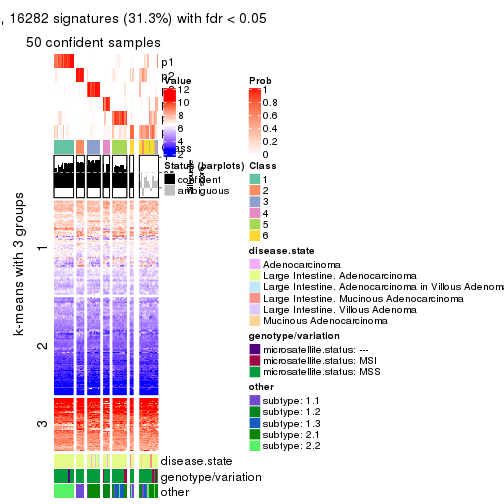 , 16282 signatures (31.3%) with fdr < 0.05
50 confident samples
p1
p2
Value
12
10
8
6
4
2
Prob
1
0.8
0.6
0.4
0.2
0
Status (barplots)
confident
ambiguous
Class
1
2
3
4
5
6
k-means with 3 groups
1
2
3
disease.state
Adenocarcinoma
Large Intestine. Adenocarcinoma
Large Intestine. Adenocarcinoma in Villous Adenoma
Large Intestine. Mucinous Adenocarcinoma
Large Intestine. Villous Adenoma
Mucinous Adenocarcinoma
genotype/variation
microsatellite.status: ---
microsatellite.status: MSI
microsatellite.status: MSS
other
subtype: 1.1
subtype: 1.2
subtype: 1.3
subtype: 2.1
subtype: 2.2
disease.state
genotype/variation
other